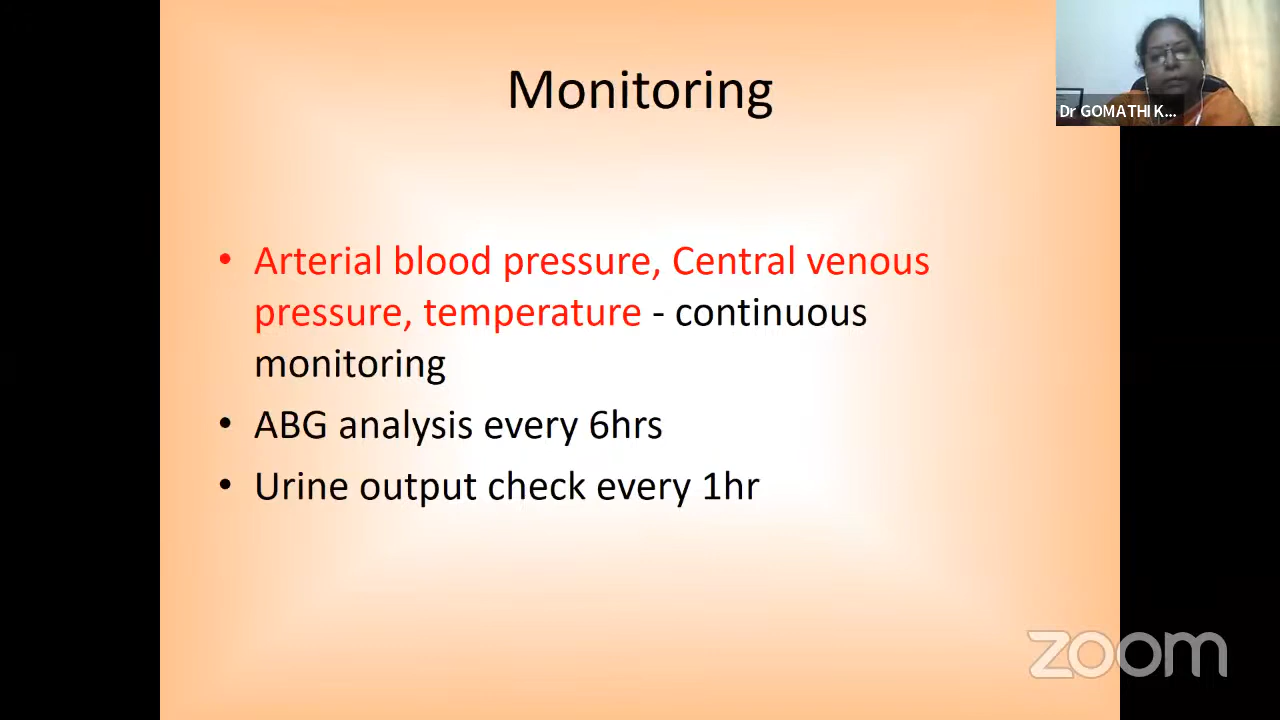 Monitoring
Dr GOMATHI K...
• Arterial blood pressure, Central venous
pressure, temperature - continuous
monitoring
• ABG analysis every 6hrs
• Urine output check every 1hr
zoom